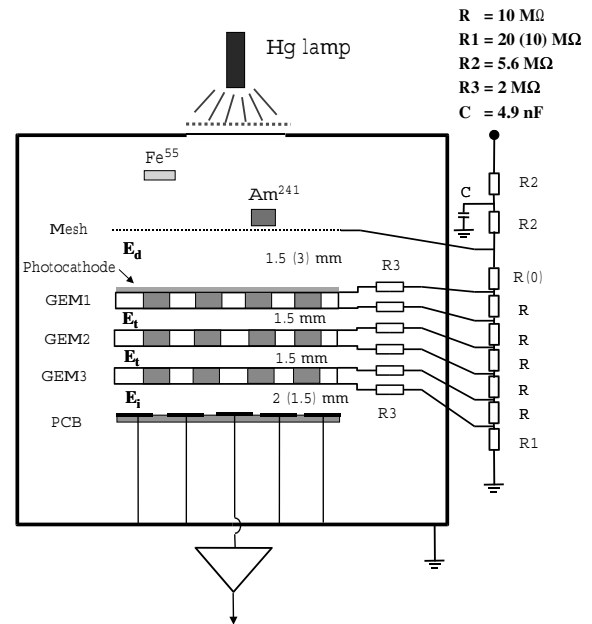 R = 10 MΩ
R1 = 20 (10) MΩ
R2 = 5.6 MΩ
R3 = 2 MΩ
C = 4.9 nF
Hg lamp
Fe55
Am241
C
R2
R2
Mesh
Ed
1.5 (3) mm
Photocathode
R3
R(0)
GEM1
R
Et
1.5 mm
R
GEM2
Et
1.5 mm
R
GEM3
R
Ei
2 (1.5) mm
R3
R
PCB
R1